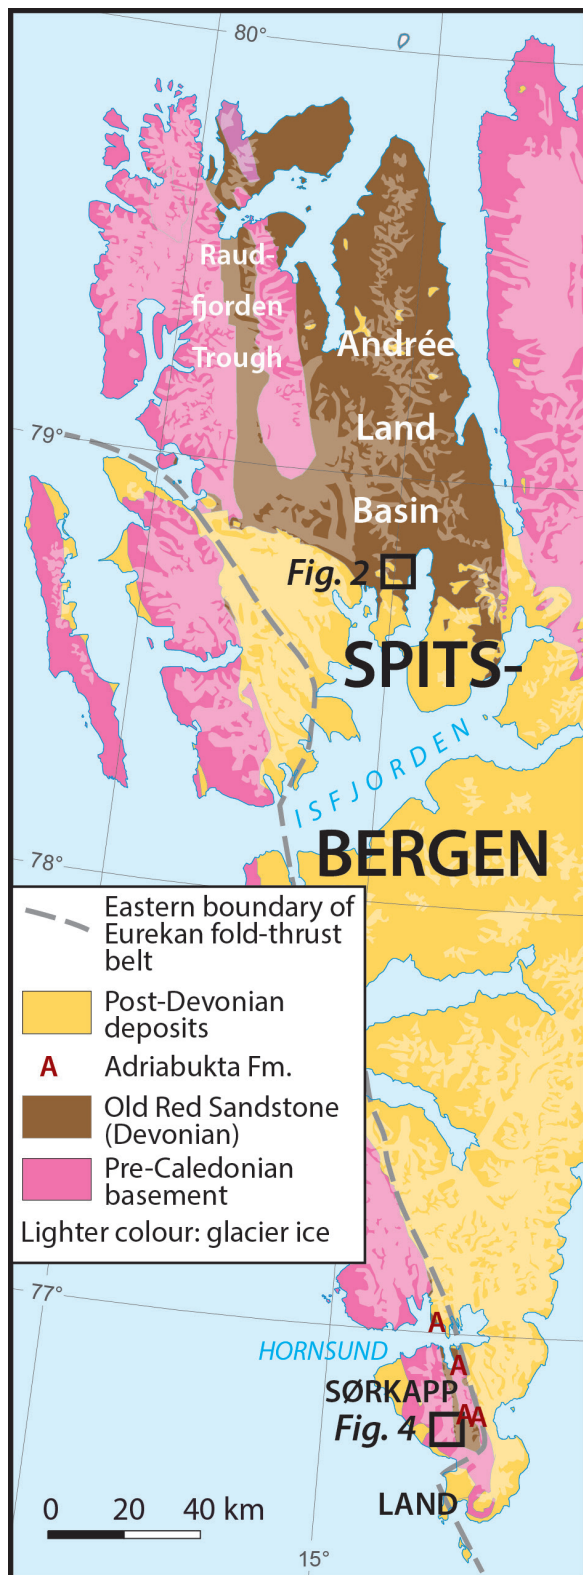 80°
Raud-
fjorden
Trough
Andrée
Land
Basin
79°
Fig. 2
SPITS-
ISFJORDEN
BERGEN
78°
Eastern boundary of
Eurekan fold-thrust
belt
Post-Devonian
deposits
A Adriabukta Fm.
Old Red Sandstone
(Devonian)
Pre-Caledonian
basement
Lighter colour: glacier ice
77°
A
HORNSUND
A
SØRKAPP
AA
Fig. 4
LAND
0 20 40 km
15°